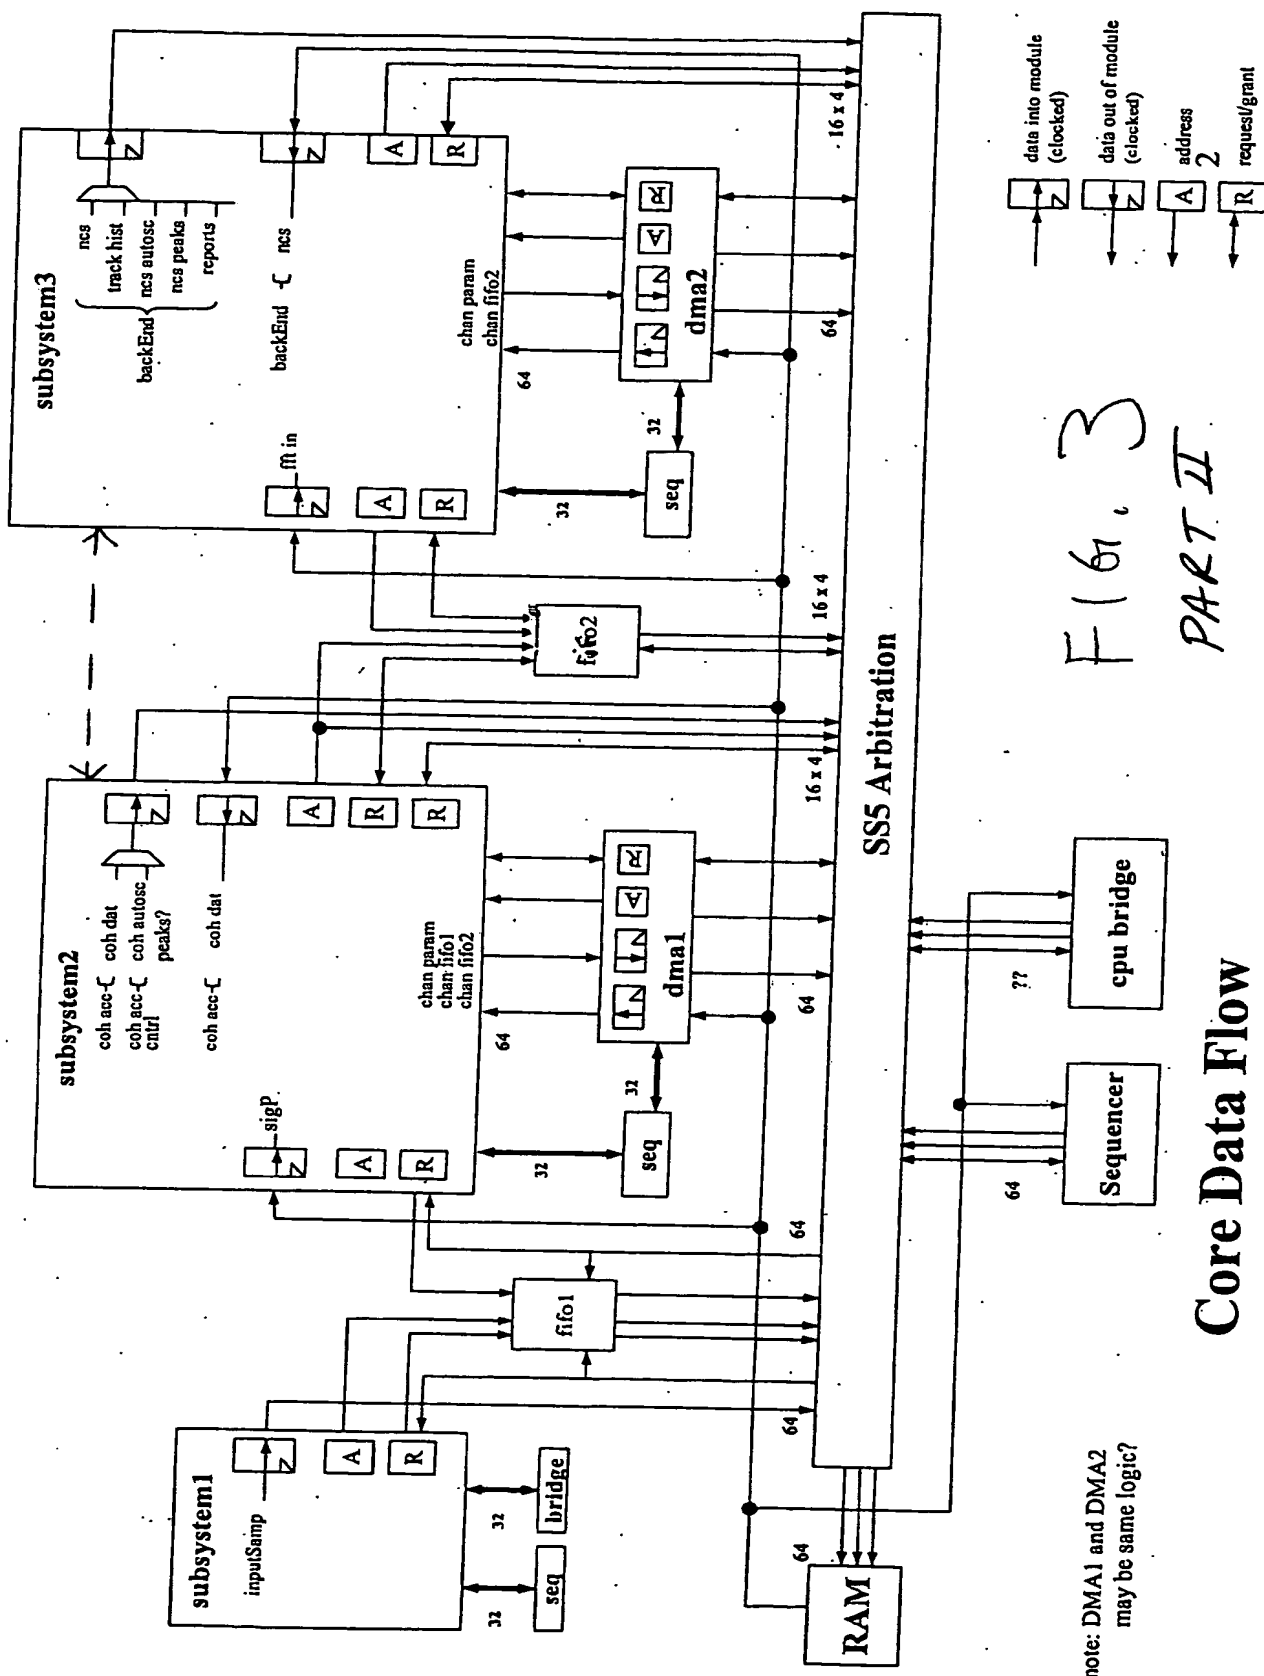 subsystem1
inputSamp
Z
A
R
32
seq
32
bridge
64
fifo1
64
subsystem2
coh acc-C coh dat
coh acc-C coh autosc
cntrl peaks?
coh acc-C coh dat
sigP
Z
A
R
Z
Z
A
R
R
chan param
chan fifo1
chan fifo2
64
32
seq
32
Z
Z
A
R
dma1
64
16 x 4
fifo2
16 x 4
subsystem3
ncs
track hist
ncs autosc
ncs peaks
reports
backEnd
backEnd -C ncs
Z
Z
A
R
Z
A
R
chan param
chan fifo2
64
32
seq
32
Z
Z
A
R
dma2
64
16 x 4
SS5 Arbitration
64
RAM
64
Sequencer
??
cpu bridge
note: DMA1 and DMA2
may be same logic?
Core Data Flow
FIG. 3
PART II
Z
data into module
(clocked)
Z
data out of module
(clocked)
A
address
2
R
request/grant